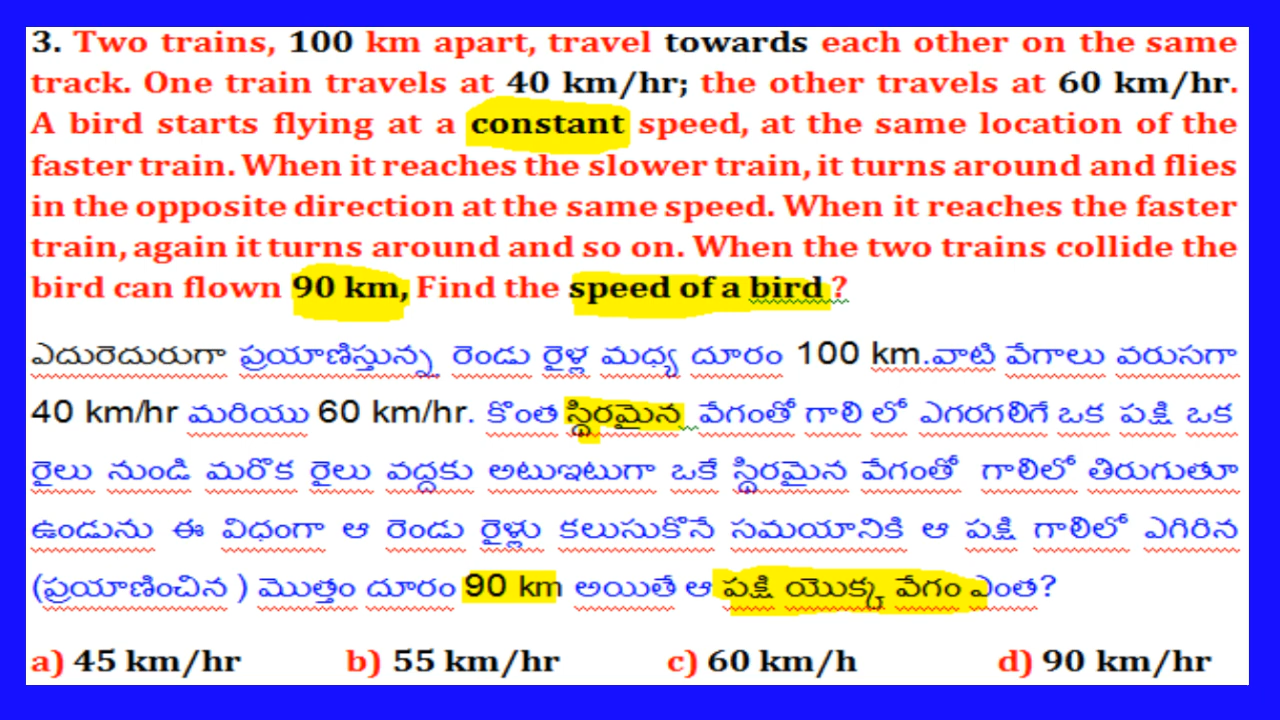 3. Two trains, 100 km apart, travel towards each other on the same
track. One train travels at 40 km/hr; the other travels at 60 km/hr.
A bird starts flying at a constant speed, at the same location of the
faster train. When it reaches the slower train, it turns around and flies
in the opposite direction at the same speed. When it reaches the faster
train, again it turns around and so on. When the two trains collide the
bird can flown 90 km, Find the speed of a bird ?
ఎదురెదురుగా ప్రయాణిస్తున్న రెండు రైళ్ల మధ్య దూరం 100 km.వాటి వేగాలు వరుసగా
40 km/hr మరియు 60 km/hr. కొంత స్థిరమైన వేగంతో గాలి లో ఎగరగలిగే ఒక పక్షి ఒక
రైలు నుండి మరొక రైలు వద్దకు అటుఇటుగా ఒకే స్థిరమైన వేగంతో గాలిలో తిరుగుతూ
ఉండును ఈ విధంగా ఆ రెండు రైళ్లు కలుసుకొనే సమయానికి ఆ పక్షి గాలిలో ఎగిరిన
(ప్రయాణించిన ) మొత్తం దూరం 90 km అయితే ఆ పక్షి యొక్క వేగం ఎంత?
a) 45 km/hr b) 55 km/hr c) 60 km/h d) 90 km/hr